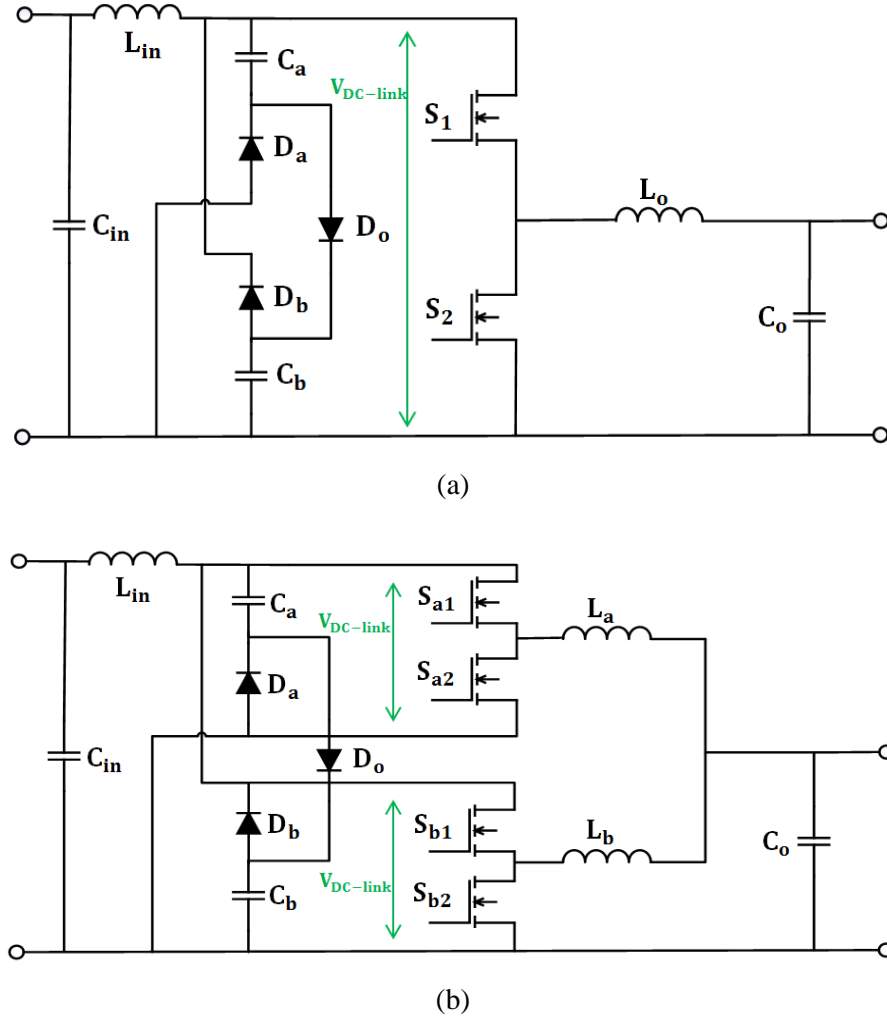 L_in
C_a
V_DC−link
D_a
S_1
C_in
D_o
L_o
D_b
S_2
C_o
C_b
(a)
L_in
C_a
V_DC−link
S_a1
L_a
D_a
S_a2
C_in
D_o
D_b
S_b1
L_b
C_o
C_b
V_DC−link
S_b2
(b)